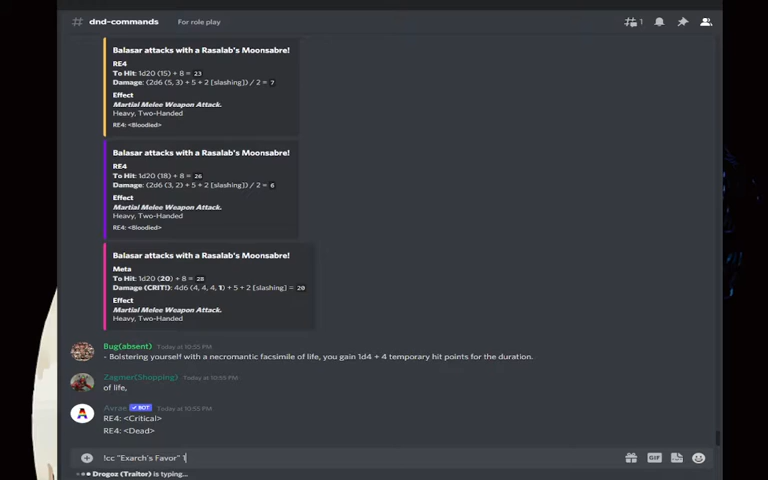 dnd-commands For role play 1
Balasar attacks with a Rasalab's Moonsabre!
RE4
To Hit: 1d20 (15) + 8 = 23
Damage: (2d6 (5, 3) + 5 + 2 [slashing]) / 2 = 7
Effect
Martial Melee Weapon Attack.
Heavy, Two-Handed
RE4: <Bloodied>
Balasar attacks with a Rasalab's Moonsabre!
RE4
To Hit: 1d20 (18) + 8 = 26
Damage: (2d6 (3, 2) + 5 + 2 [slashing]) / 2 = 6
Effect
Martial Melee Weapon Attack.
Heavy, Two-Handed
RE4: <Bloodied>
Balasar attacks with a Rasalab's Moonsabre!
Meta
To Hit: 1d20 (20) + 8 = 28
Damage (CRIT!): 4d6 (4, 4, 4, 1) + 5 + 2 [slashing] = 20
Effect
Martial Melee Weapon Attack.
Heavy, Two-Handed
Bug(absent) Today at 10:55 PM
- Bolstering yourself with a necromantic facsimile of life, you gain 1d4 + 4 temporary hit points for the duration.
Zagmer(Shopping) Today at 10:55 PM
of life,
Avrae BOT Today at 10:55 PM
RE4: <Critical>
RE4: <Dead>
!cc "Exarch's Favor" 1 GIF
Drogoz (Traitor) is typing...